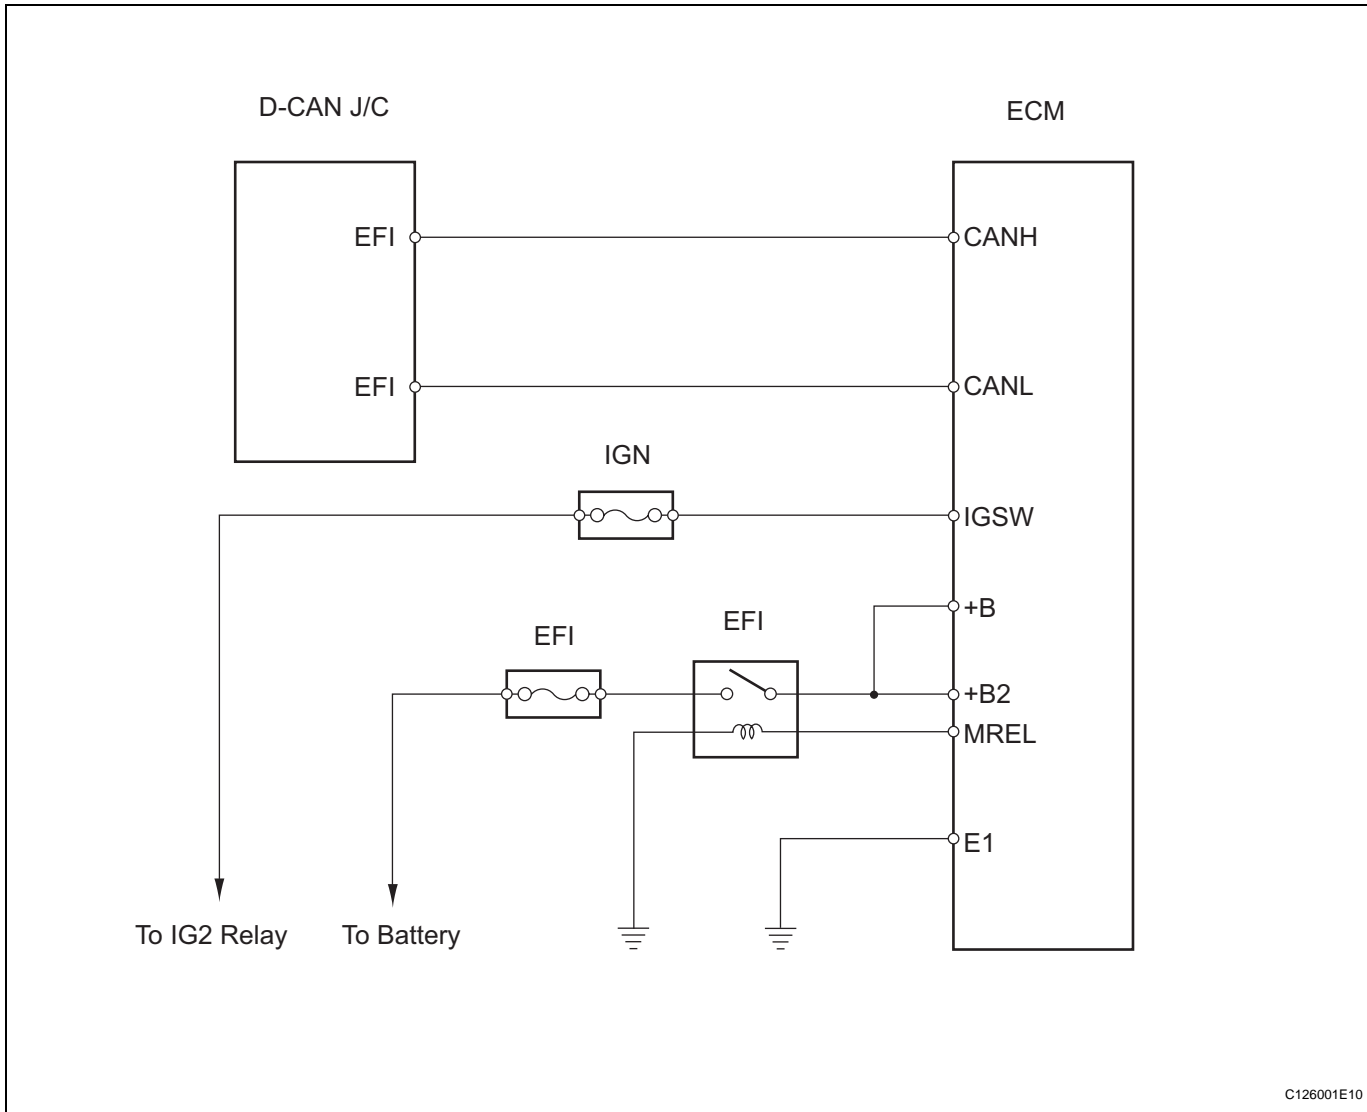 D-CAN J/C
ECM
EFI
CANH
EFI
CANL
IGN
IGSW
+B
EFI
EFI
+B2
MREL
E1
To IG2 Relay
To Battery
C126001E10